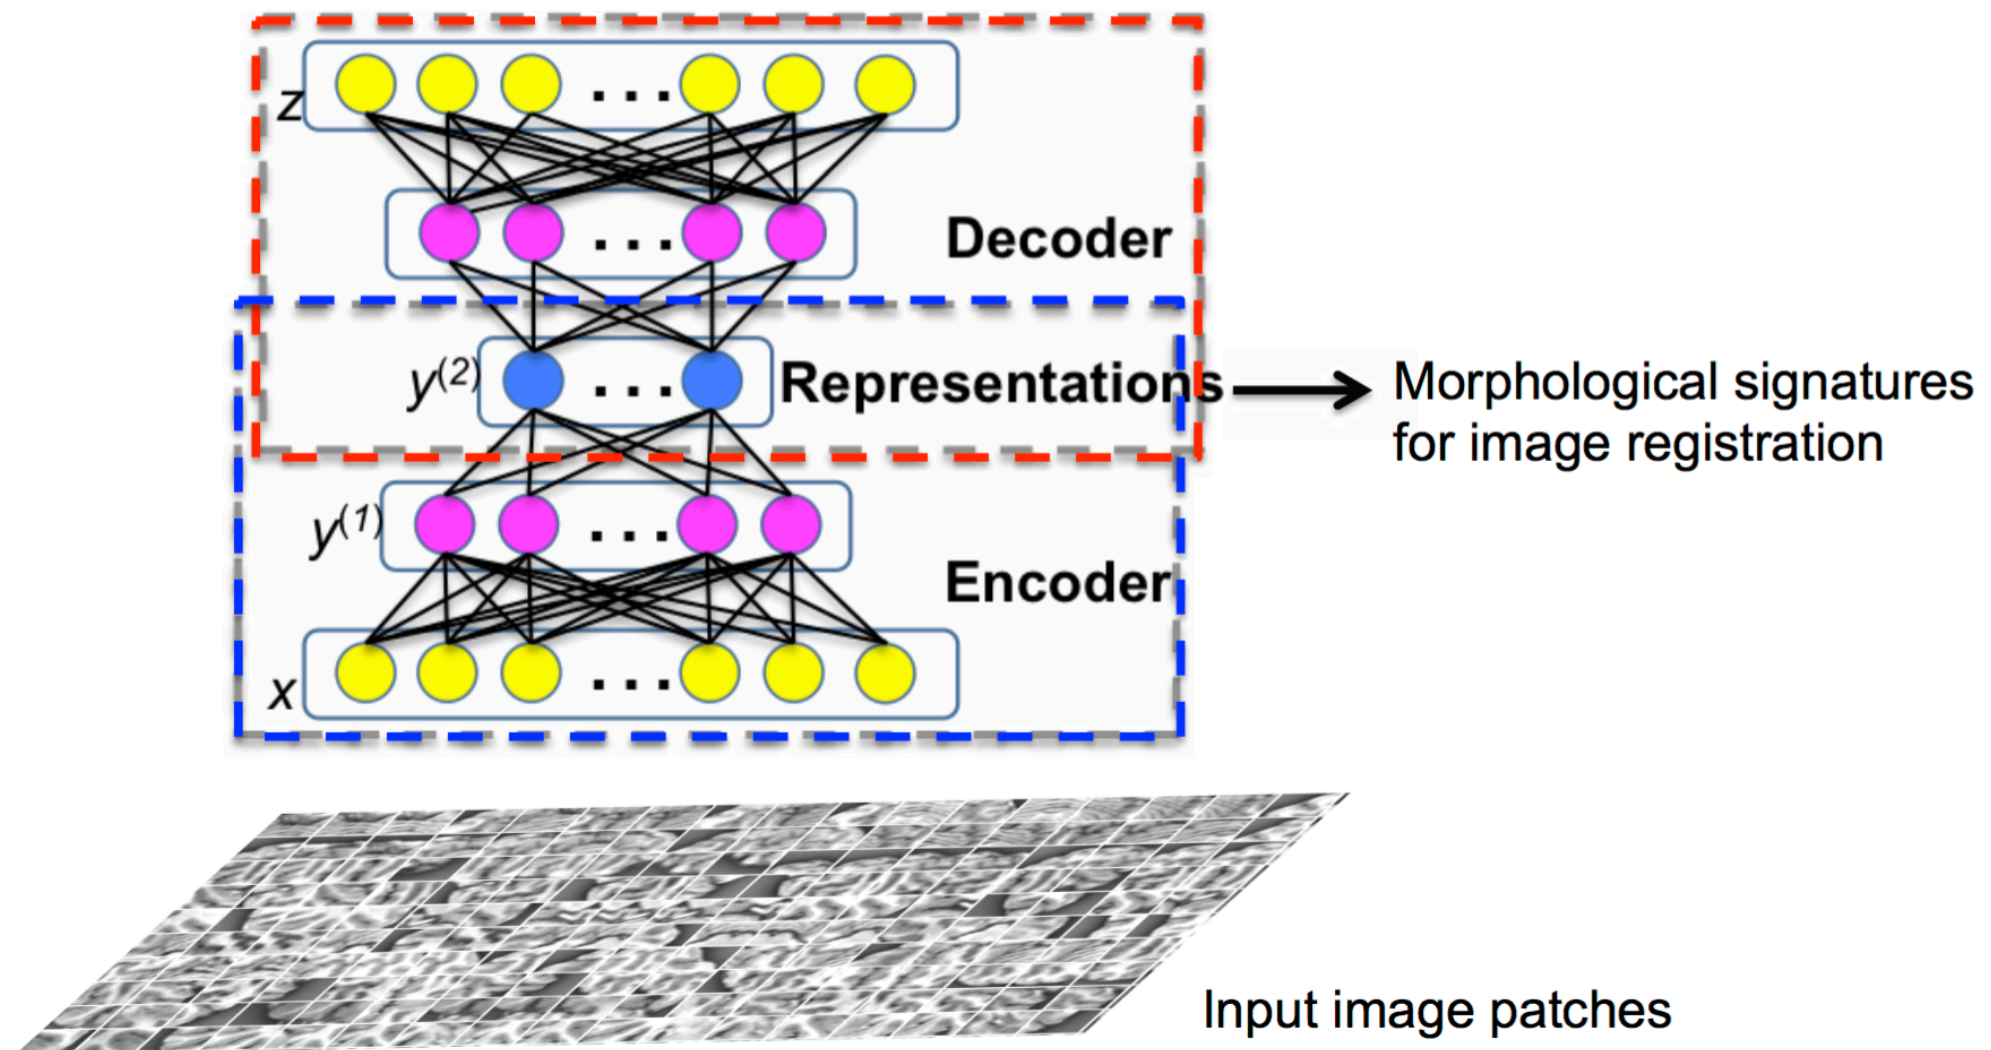 z
Decoder
y(2)
Representations
Morphological signatures
for image registration
y(1)
Encoder
x
Input image patches